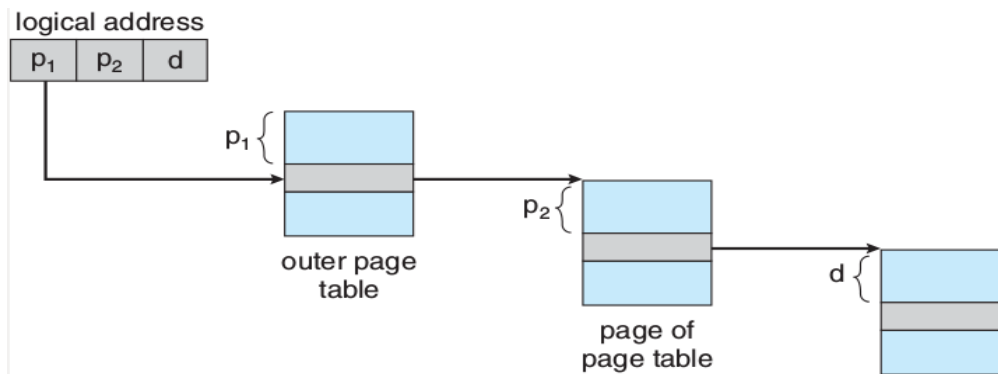 logical address
p₁ p₂ d
p₁
outer page
table
p₂
page of
page table
d